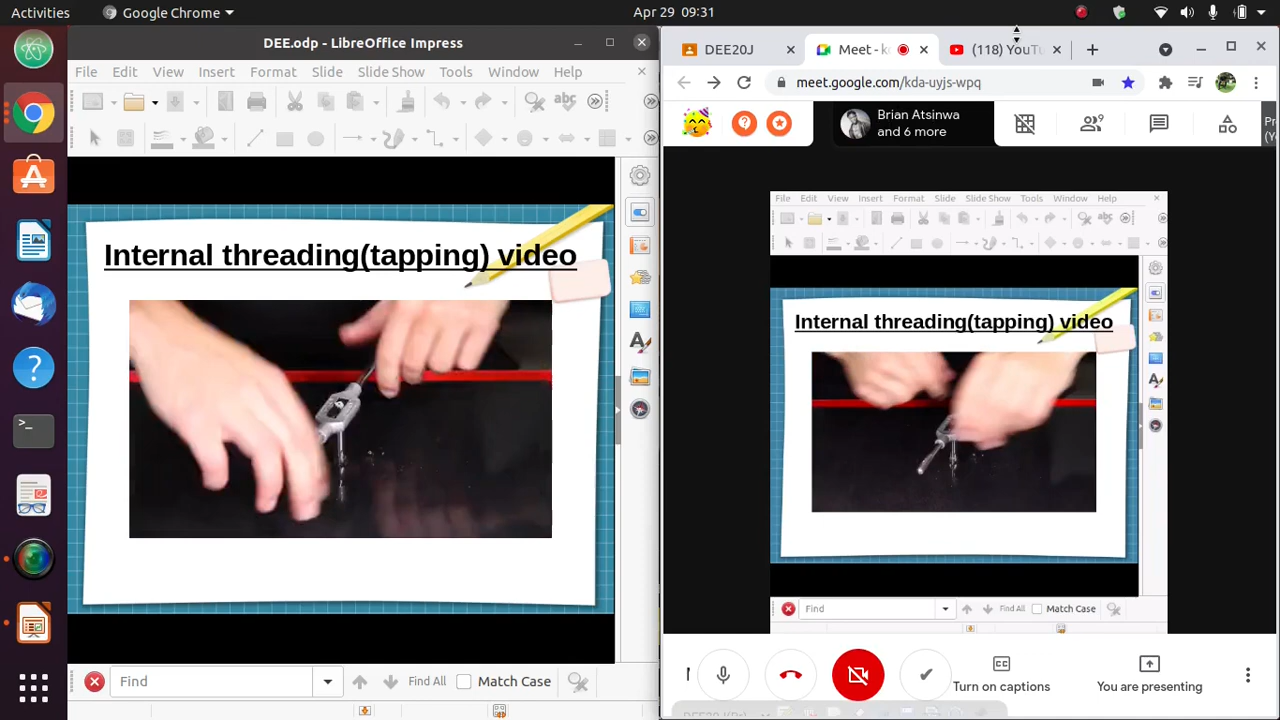 Activities
Google Chrome
Apr 29 09:31
DEE.odp - LibreOffice Impress
File Edit View Insert Format Slide Slide Show Tools Window Help
Internal threading(tapping) video
Find
Find All
Match Case
DEE20J
Meet - k
(118) YouTu
meet.google.com/kda-uyjs-wpq
Brian Atsinwa
and 6 more
9
File Edit View Insert Format Slide Slide Show Tools Window Help
Internal threading(tapping) video
Find
Find All
Match Case
Turn on captions
You are presenting